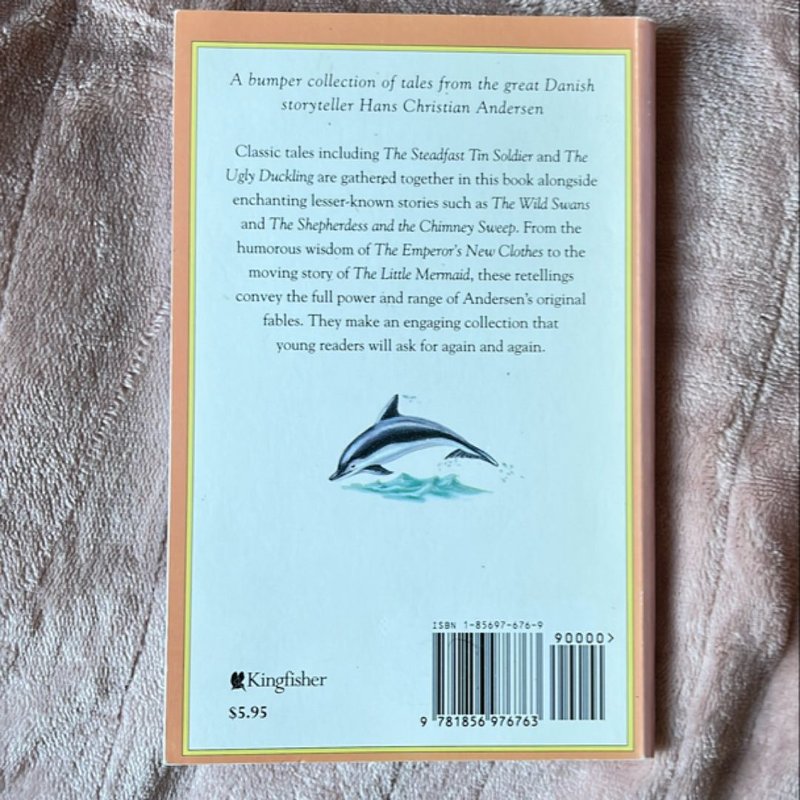 A bumper collection of tales from the great Danish
storyteller Hans Christian Andersen
Classic tales including The Steadfast Tin Soldier and The
Ugly Duckling are gathered together in this book alongside
enchanting lesser-known stories such as The Wild Swans
and The Shepherdess and the Chimney Sweep. From the
humorous wisdom of The Emperor's New Clothes to the
moving story of The Little Mermaid, these retellings
convey the full power and range of Andersen's original
fables. They make an engaging collection that
young readers will ask for again and again.
ISBN 1-85697-676-9
90000>
Kingfisher
$5.95
9 781856 976763